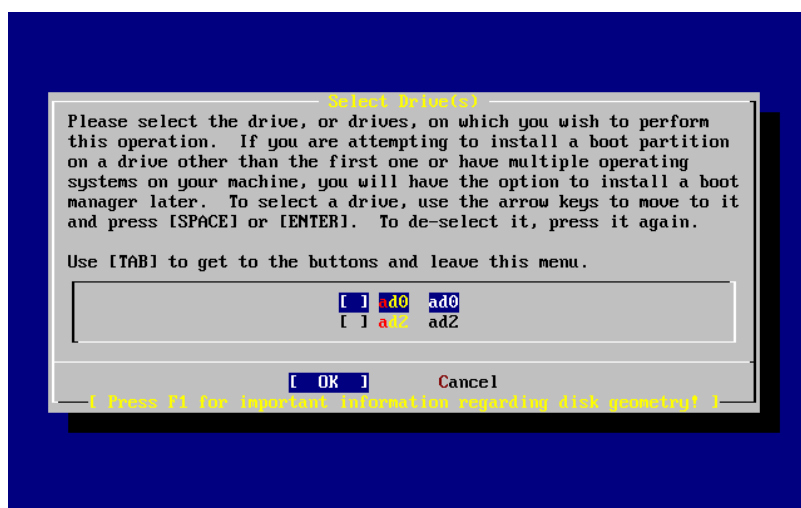 Select Drive(s)
Please select the drive, or drives, on which you wish to perform
this operation.  If you are attempting to install a boot partition
on a drive other than the first one or have multiple operating
systems on your machine, you will have the option to install a boot
manager later.  To select a drive, use the arrow keys to move to it
and press [SPACE] or [ENTER].  To de-select it, press it again.
Use [TAB] to get to the buttons and leave this menu.
[ ] ad0  ad0
[ ] ad2  ad2
[  OK  ]       Cancel
[ Press F1 for important information regarding disk geometry! ]